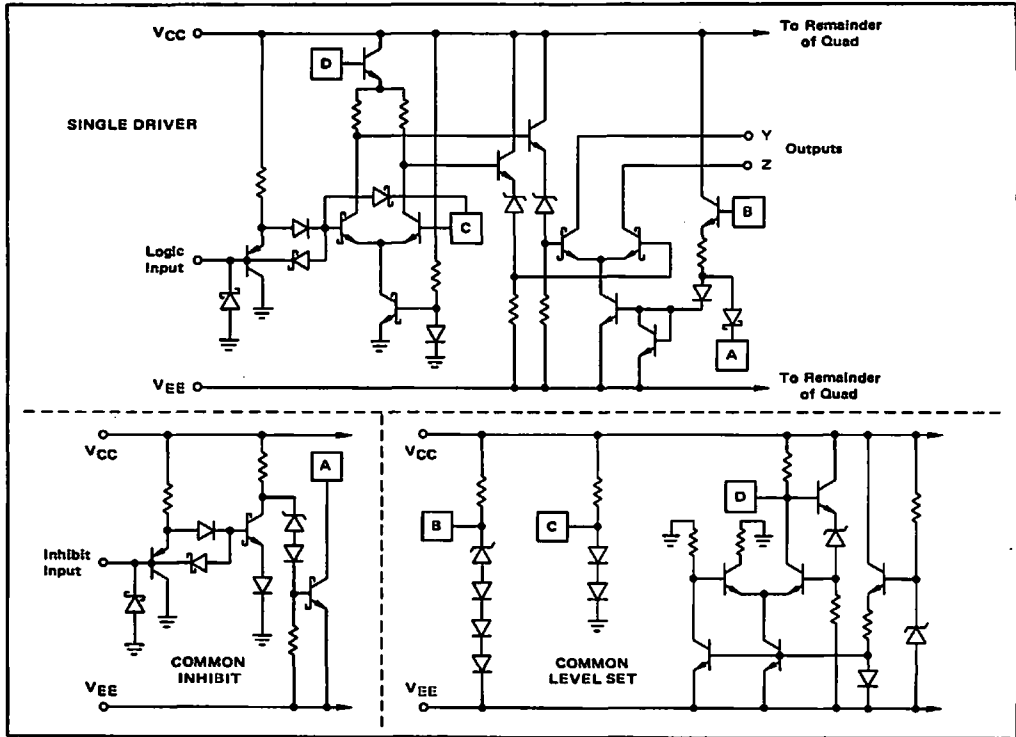 VCC
To Remainder
of Quad
D
SINGLE DRIVER
Y
Outputs
Z
B
C
Logic
Input
A
VEE
To Remainder
of Quad
VCC
A
Inhibit
Input
COMMON
INHIBIT
VEE
VCC
B
C
D
COMMON
LEVEL SET
VEE